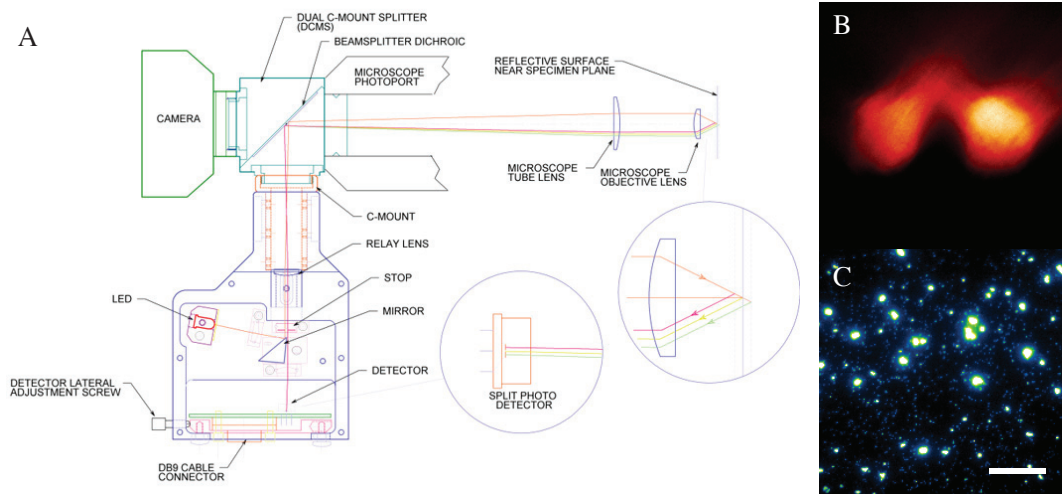 A
DUAL C-MOUNT SPLITTER
(DCMS)
BEAMSPLITTER DICHROIC
MICROSCOPE
PHOTOPORT
CAMERA
REFLECTIVE SURFACE
NEAR SPECIMEN PLANE
MICROSCOPE
TUBE LENS
MICROSCOPE
OBJECTIVE LENS
C-MOUNT
RELAY LENS
STOP
LED
MIRROR
DETECTOR
DETECTOR LATERAL
ADJUSTMENT SCREW
SPLIT PHOTO
DETECTOR
DB9 CABLE
CONNECTOR
B
C